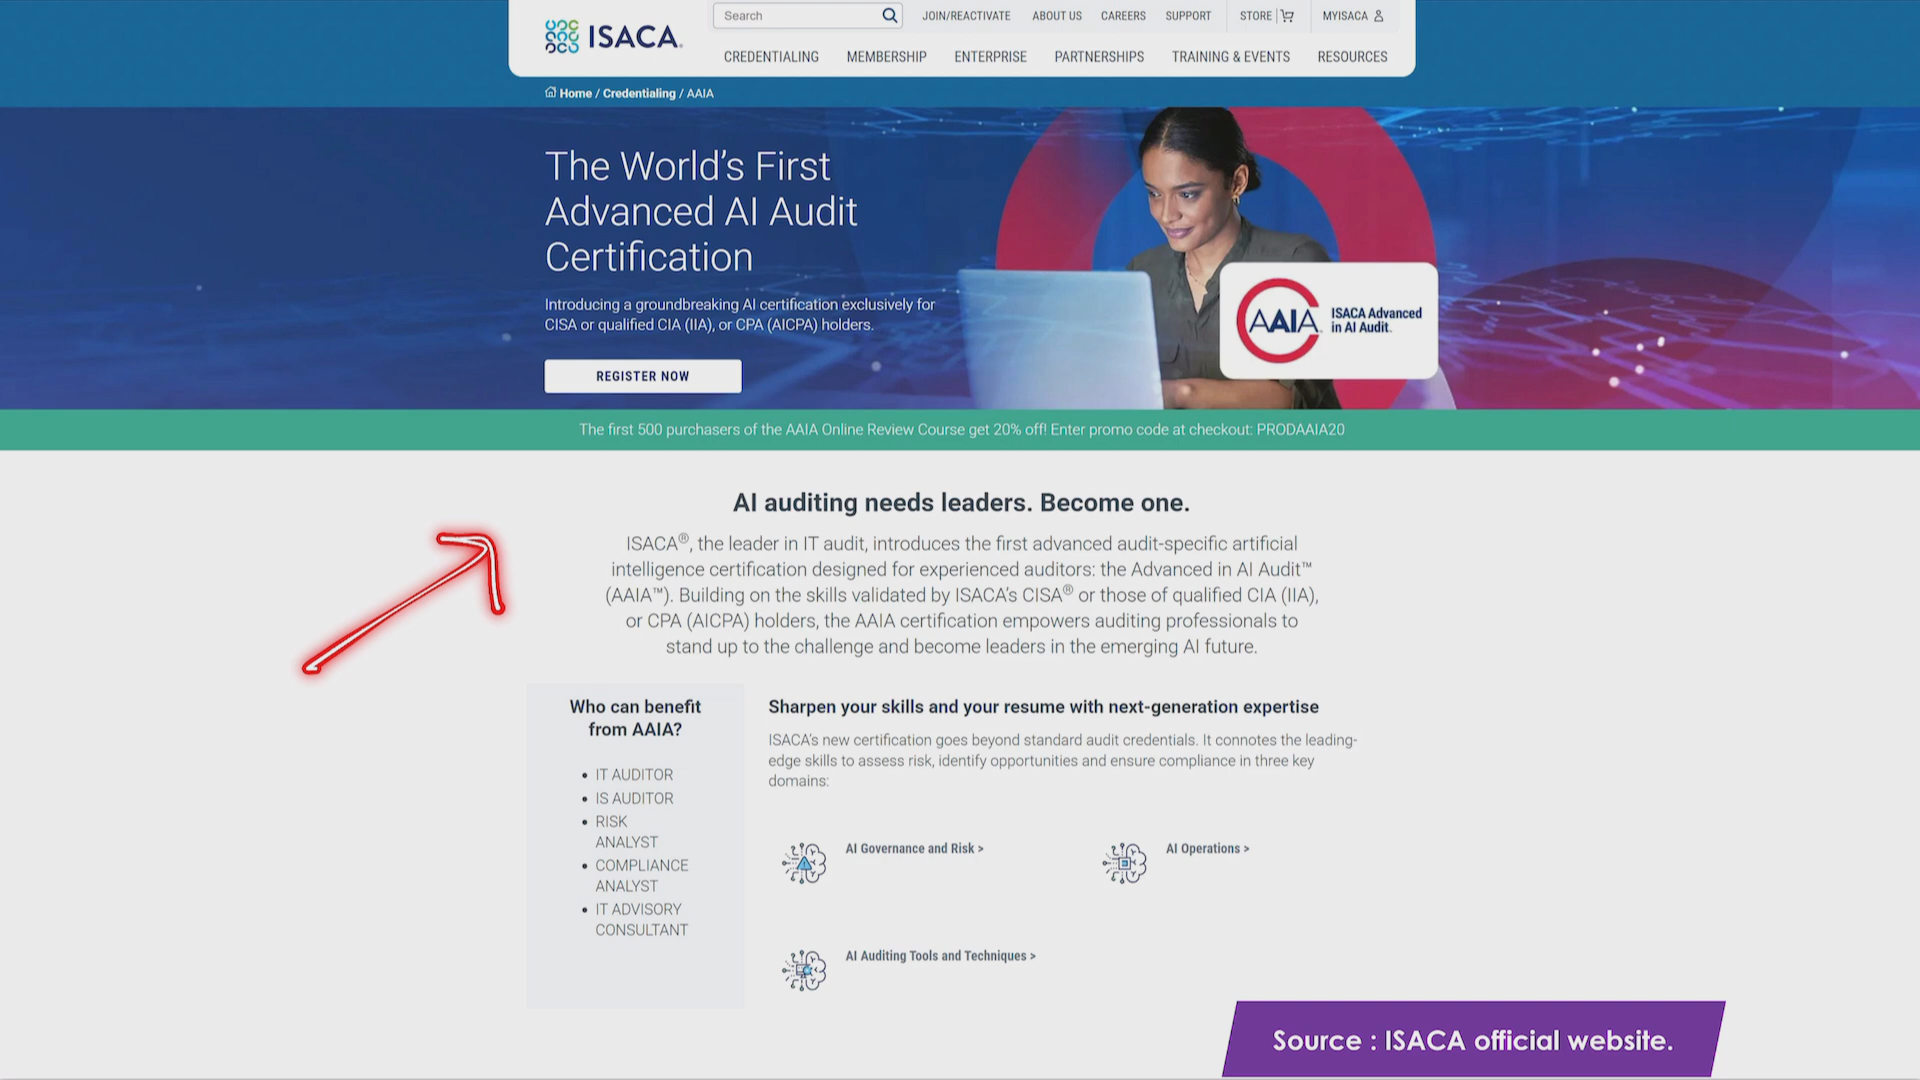 ISACA.
Search
JOIN/REACTIVATE ABOUT US CAREERS SUPPORT STORE MYISACA
CREDENTIALING MEMBERSHIP ENTERPRISE PARTNERSHIPS TRAINING & EVENTS RESOURCES
Home / Credentialing / AAIA
The World's First
Advanced AI Audit
Certification
Introducing a groundbreaking AI certification exclusively for
CISA or qualified CIA (IIA), or CPA (AICPA) holders.
REGISTER NOW
AAIA™
ISACA Advanced
in AI Audit™
The first 500 purchasers of the AAIA Online Review Course get 20% off! Enter promo code at checkout: PRODAAIA20
AI auditing needs leaders. Become one.
ISACA®, the leader in IT audit, introduces the first advanced audit-specific artificial
intelligence certification designed for experienced auditors: the Advanced in AI Audit™
(AAIA™). Building on the skills validated by ISACA's CISA® or those of qualified CIA (IIA),
or CPA (AICPA) holders, the AAIA certification empowers auditing professionals to
stand up to the challenge and become leaders in the emerging AI future.
Who can benefit
from AAIA?
• IT AUDITOR
• IS AUDITOR
• RISK
ANALYST
• COMPLIANCE
ANALYST
• IT ADVISORY
CONSULTANT
Sharpen your skills and your resume with next-generation expertise
ISACA's new certification goes beyond standard audit credentials. It connotes the leading-
edge skills to assess risk, identify opportunities and ensure compliance in three key
domains:
AI Governance and Risk >
AI Operations >
AI Auditing Tools and Techniques >
Source : ISACA official website.